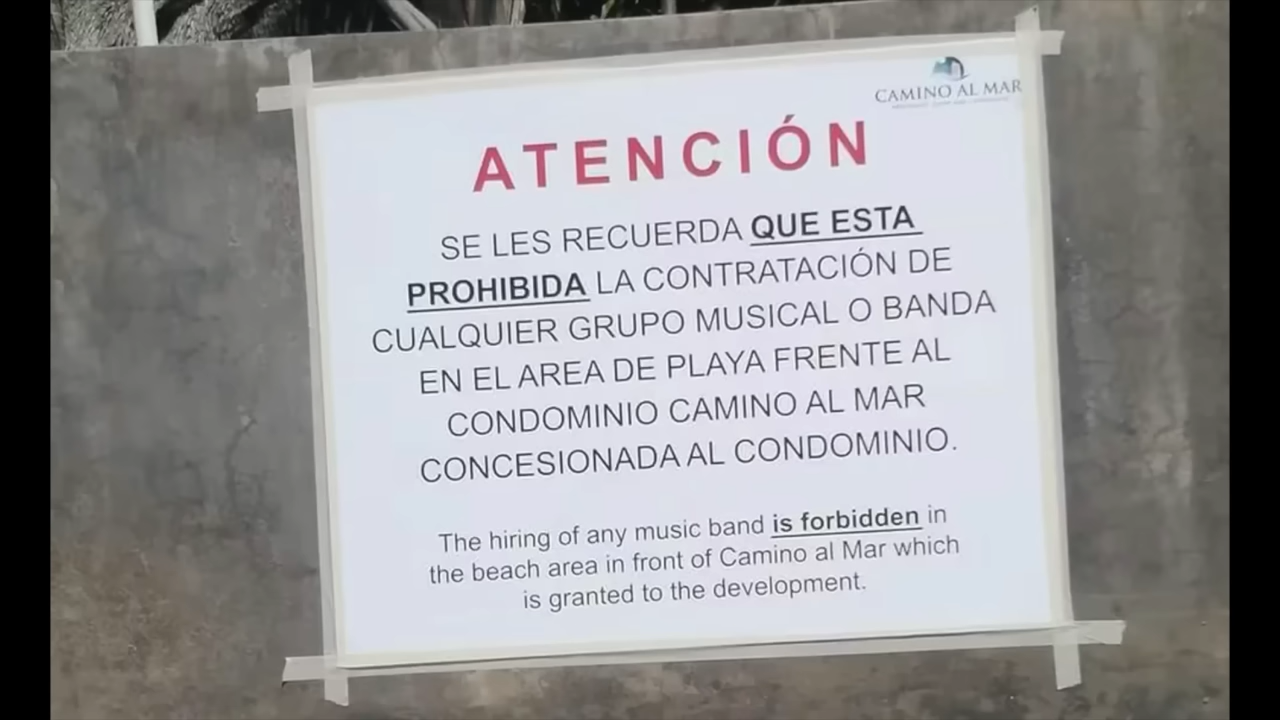 CAMINO AL MAR
ATENCIÓN
SE LES RECUERDA QUE ESTA
PROHIBIDA LA CONTRATACIÓN DE
CUALQUIER GRUPO MUSICAL O BANDA
EN EL AREA DE PLAYA FRENTE AL
CONDOMINIO CAMINO AL MAR
CONCESIONADA AL CONDOMINIO.
The hiring of any music band is forbidden in
the beach area in front of Camino al Mar which
is granted to the development.